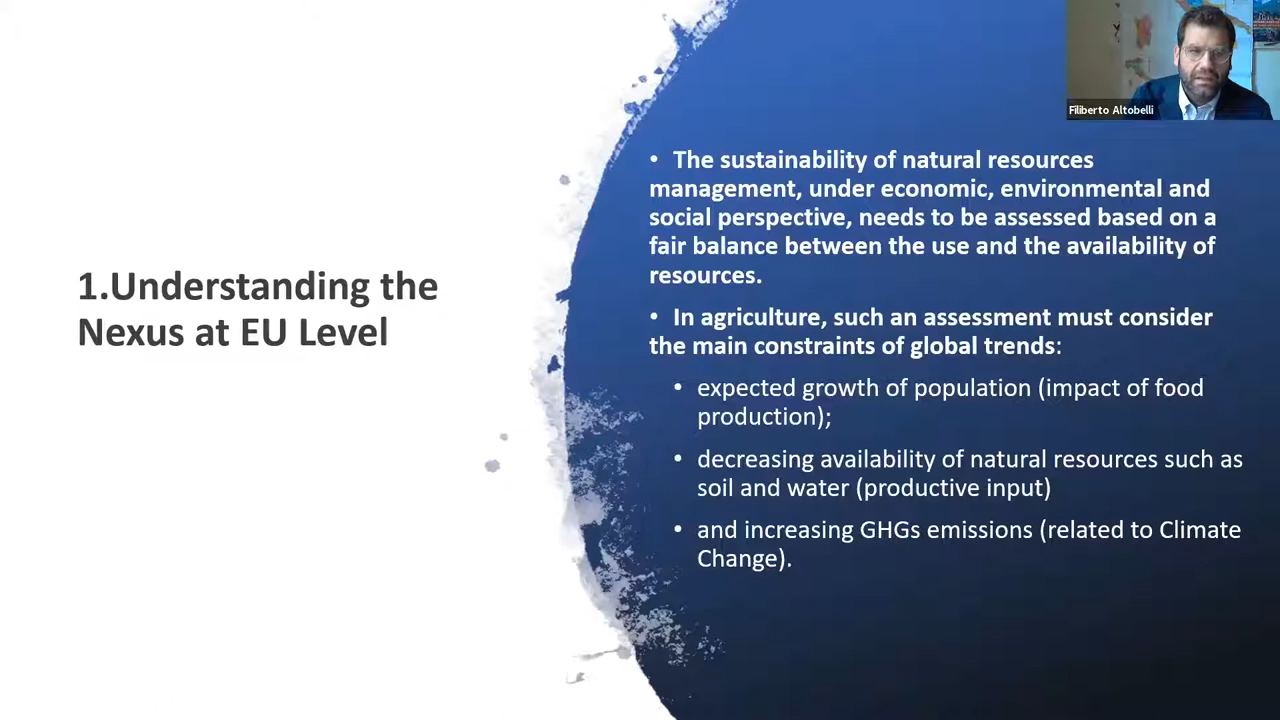 Filiberto Altobelli
1.Understanding the
Nexus at EU Level
• The sustainability of natural resources
management, under economic, environmental and
social perspective, needs to be assessed based on a
fair balance between the use and the availability of
resources.
• In agriculture, such an assessment must consider
the main constraints of global trends:
• expected growth of population (impact of food
production);
• decreasing availability of natural resources such as
soil and water (productive input)
• and increasing GHGs emissions (related to Climate
Change).